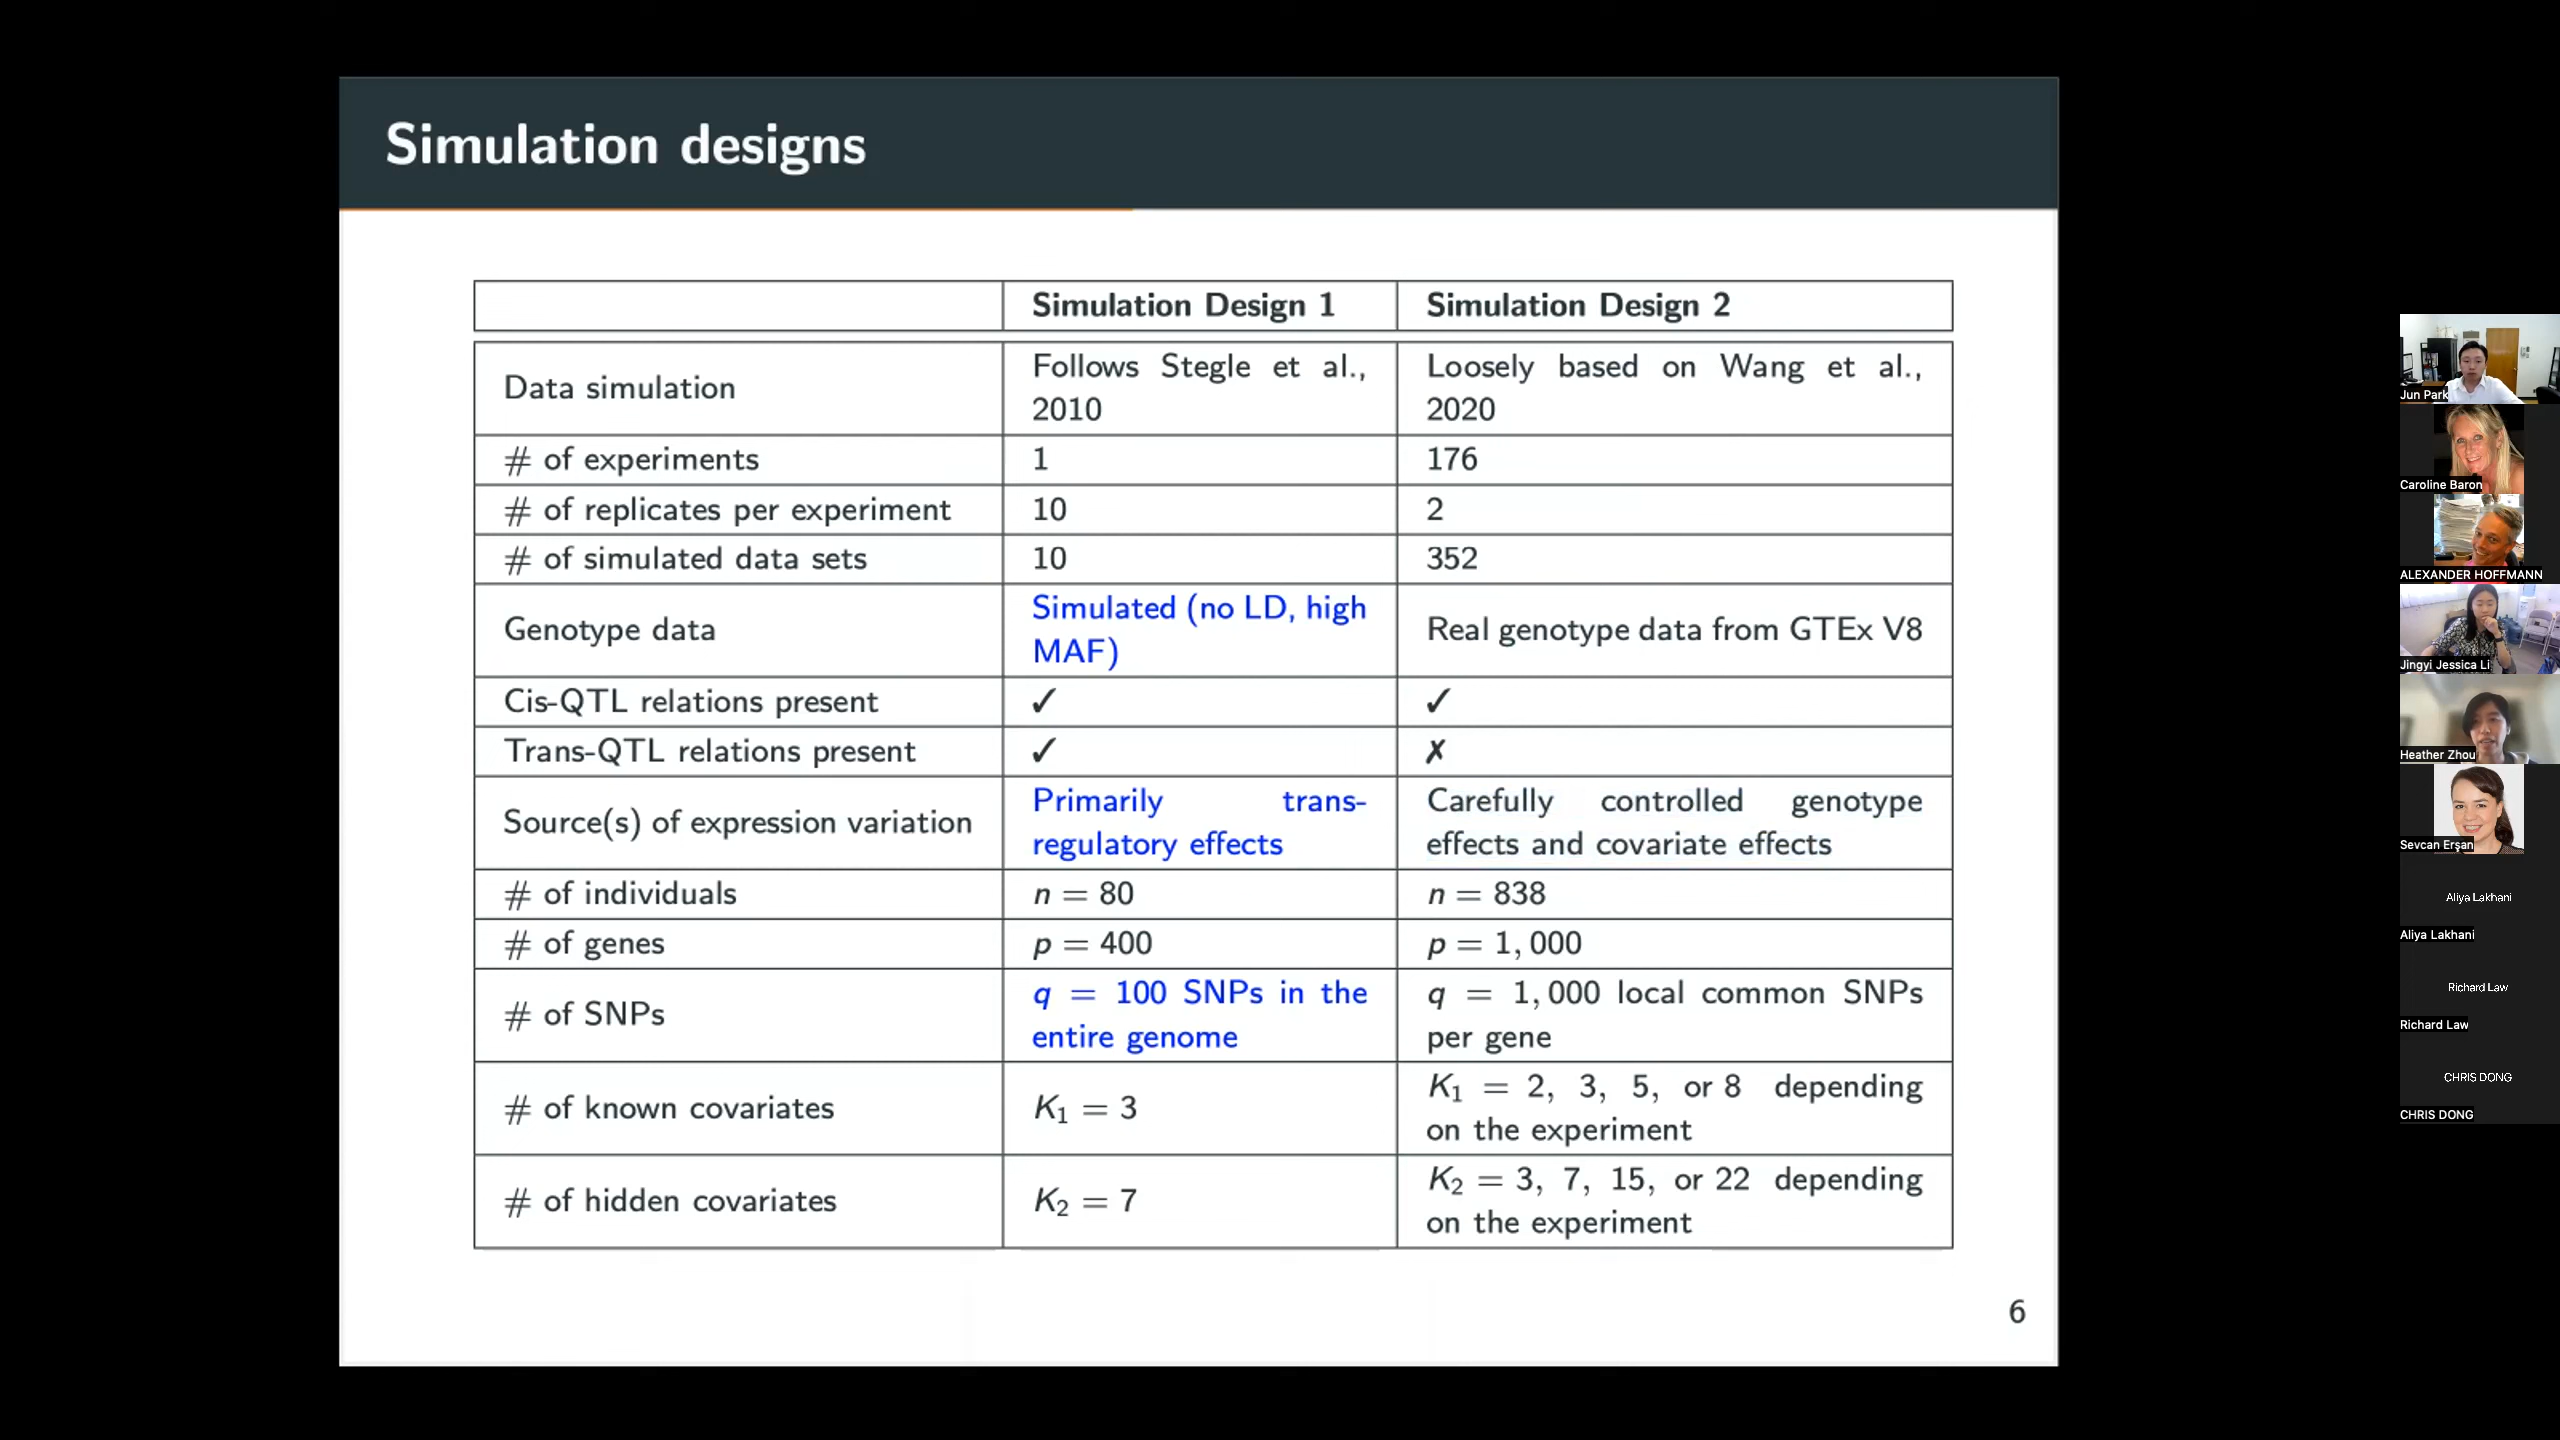 Simulation designs
Simulation Design 1
Simulation Design 2
Data simulation
Follows Stegle et al.,
2010
Loosely based on Wang et al.,
2020
# of experiments
1
176
# of replicates per experiment
10
2
# of simulated data sets
10
352
Genotype data
Simulated (no LD, high
MAF)
Real genotype data from GTEx V8
Cis-QTL relations present
✓
✓
Trans-QTL relations present
✓
✗
Source(s) of expression variation
Primarily trans-
regulatory effects
Carefully controlled genotype
effects and covariate effects
# of individuals
n = 80
n = 838
# of genes
p = 400
p = 1, 000
# of SNPs
q = 100 SNPs in the
entire genome
q = 1, 000 local common SNPs
per gene
# of known covariates
K₁ = 3
K₁ = 2, 3, 5, or 8 depending
on the experiment
# of hidden covariates
K₂ = 7
K₂ = 3, 7, 15, or 22 depending
on the experiment
6
Jun Park
Caroline Baron
ALEXANDER HOFFMANN
Jingyi Jessica Li
Heather Zhou
Sevcan Erşan
Aliya Lakhani
Aliya Lakhani
Richard Law
Richard Law
CHRIS DONG
CHRIS DONG